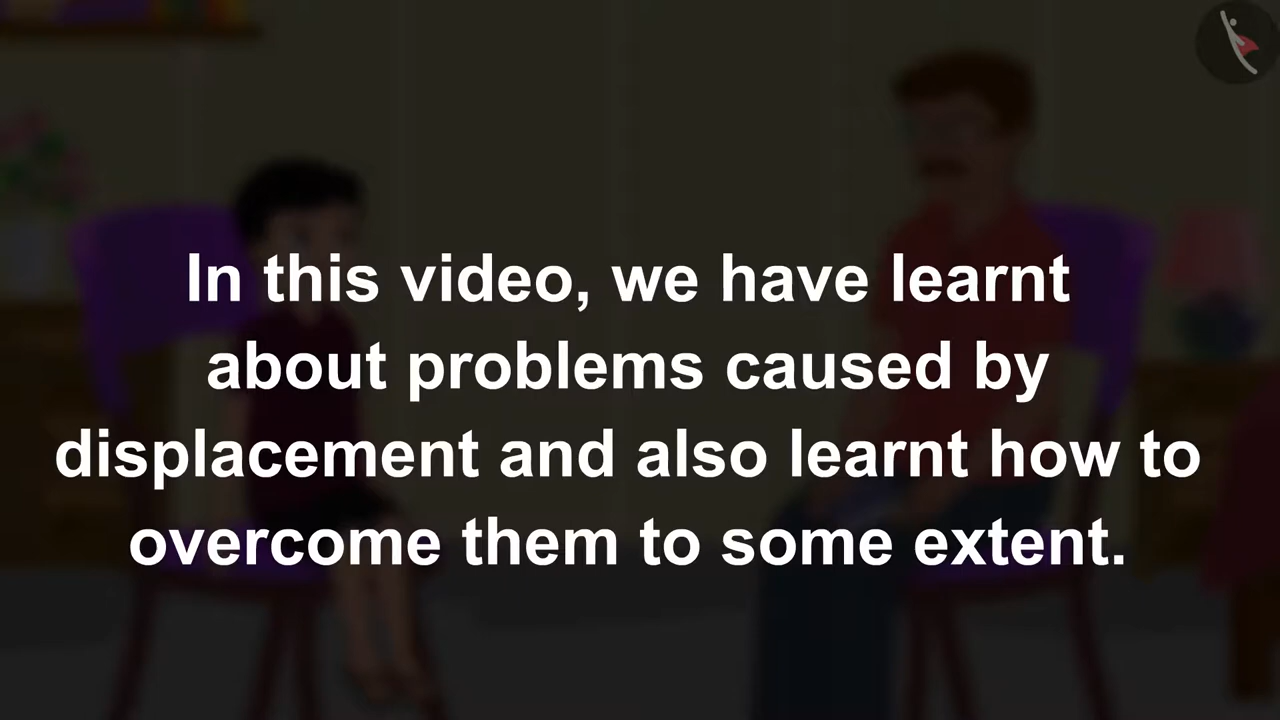 In this video, we have learnt
about problems caused by
displacement and also learnt how to
overcome them to some extent.